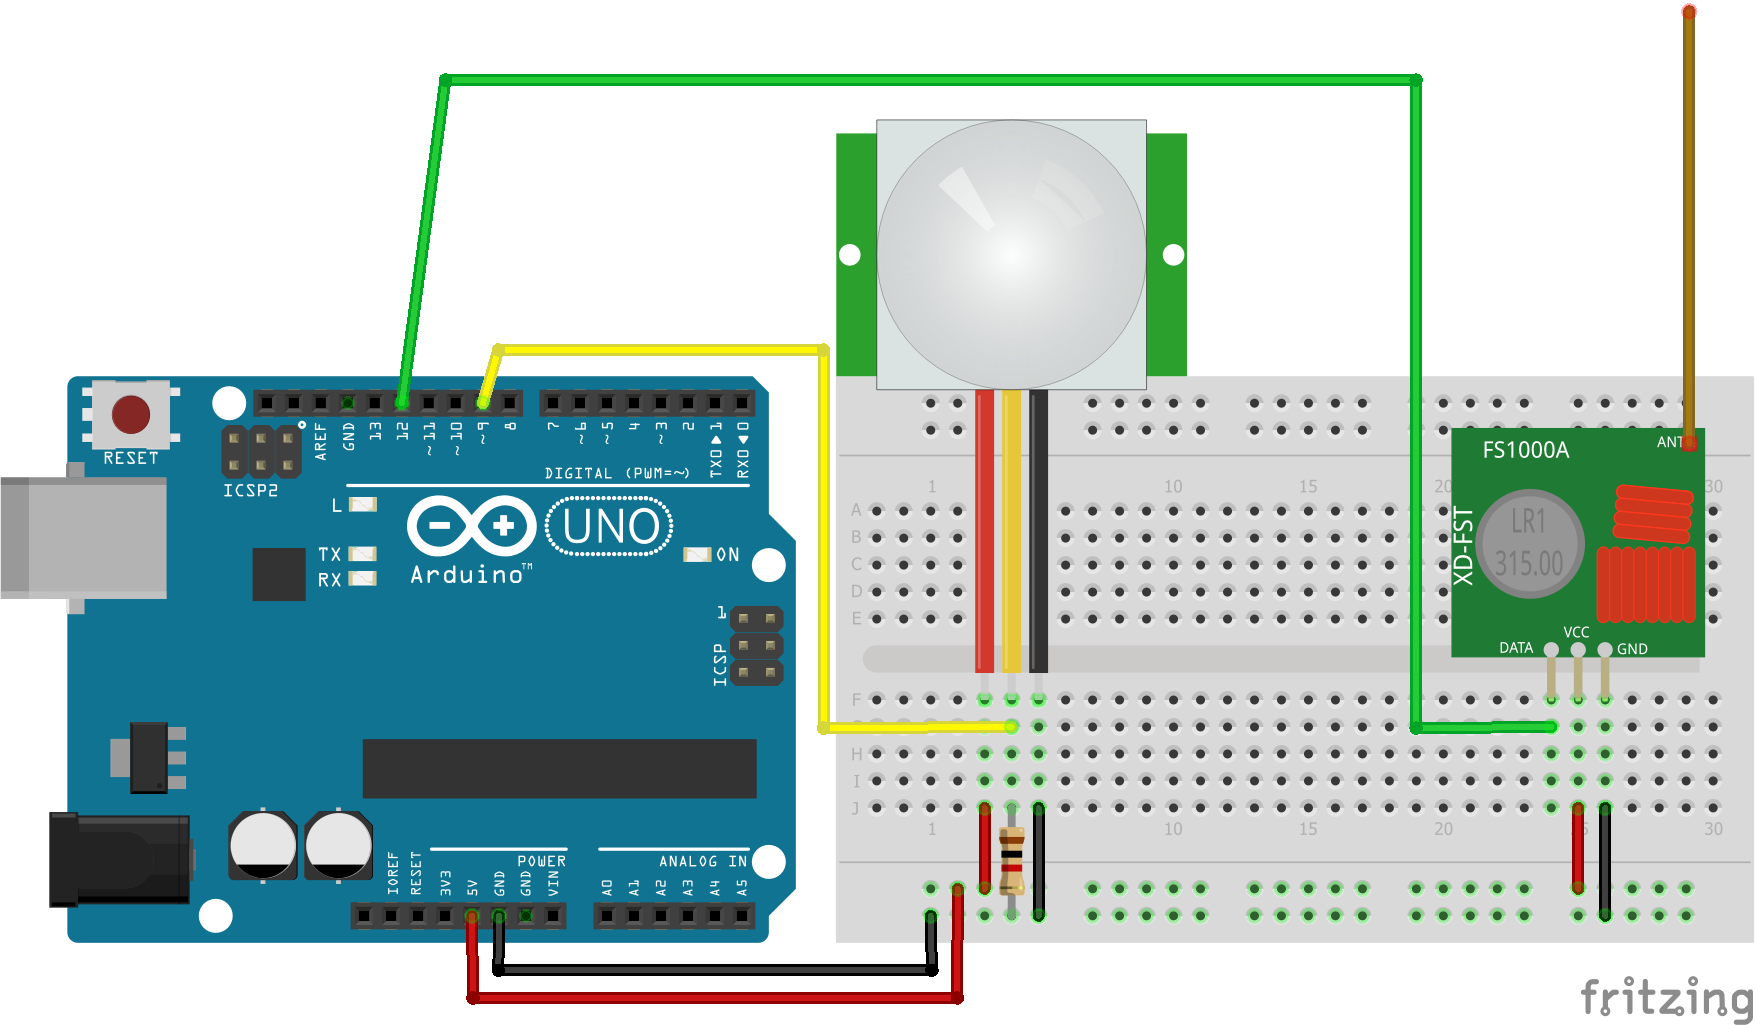 RESET
ICSP2
AREF
GND
13
12
~11
~10
~9
8
7
~6
~5
4
~3
2
TX0 1
RX0 0
DIGITAL (PWM=~)
L
TX
RX
UNO
Arduino™
ON
1
ICSP
IOREF
RESET
3V3
5V
GND
GND
VIN
POWER
A0
A1
A2
A3
A4
A5
ANALOG IN
1
10
15
20
30
A
B
C
D
E
F
H
I
J
1
10
15
20
30
FS1000A
ANT
XD-FST
LR1
315.00
DATA
VCC
GND
fritzing